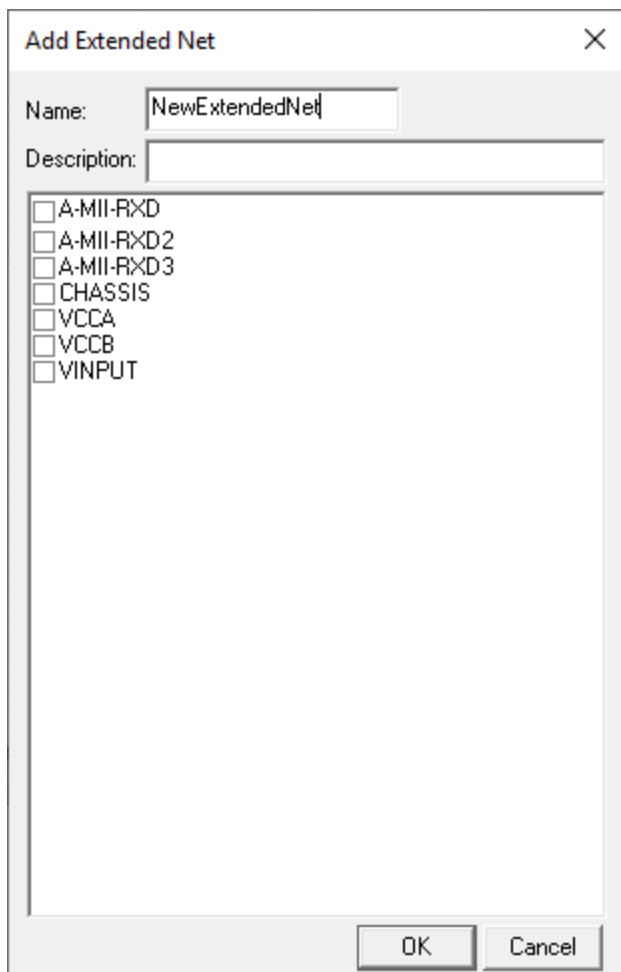 Add Extended Net
Name: NewExtendedNet
Description:
A-MII-RXD
A-MII-RXD2
A-MII-RXD3
CHASSIS
VCCA
VCCB
VINPUT
OK Cancel